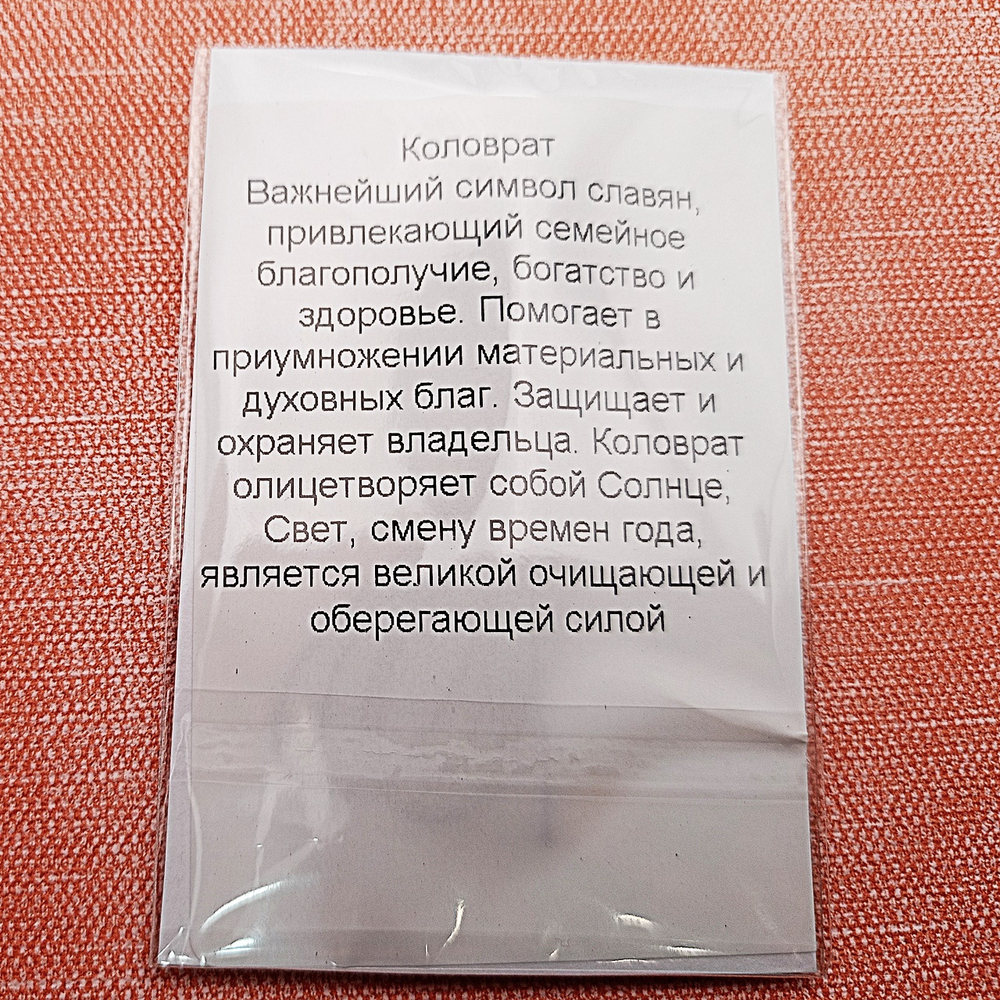 Коловрат
Важнейший символ славян,
привлекающий семейное
благополучие, богатство и
здоровье. Помогает в
приумножении материальных и
духовных благ. Защищает и
охраняет владельца. Коловрат
олицетворяет собой Солнце,
Свет, смену времен года,
является великой очищающей и
оберегающей силой